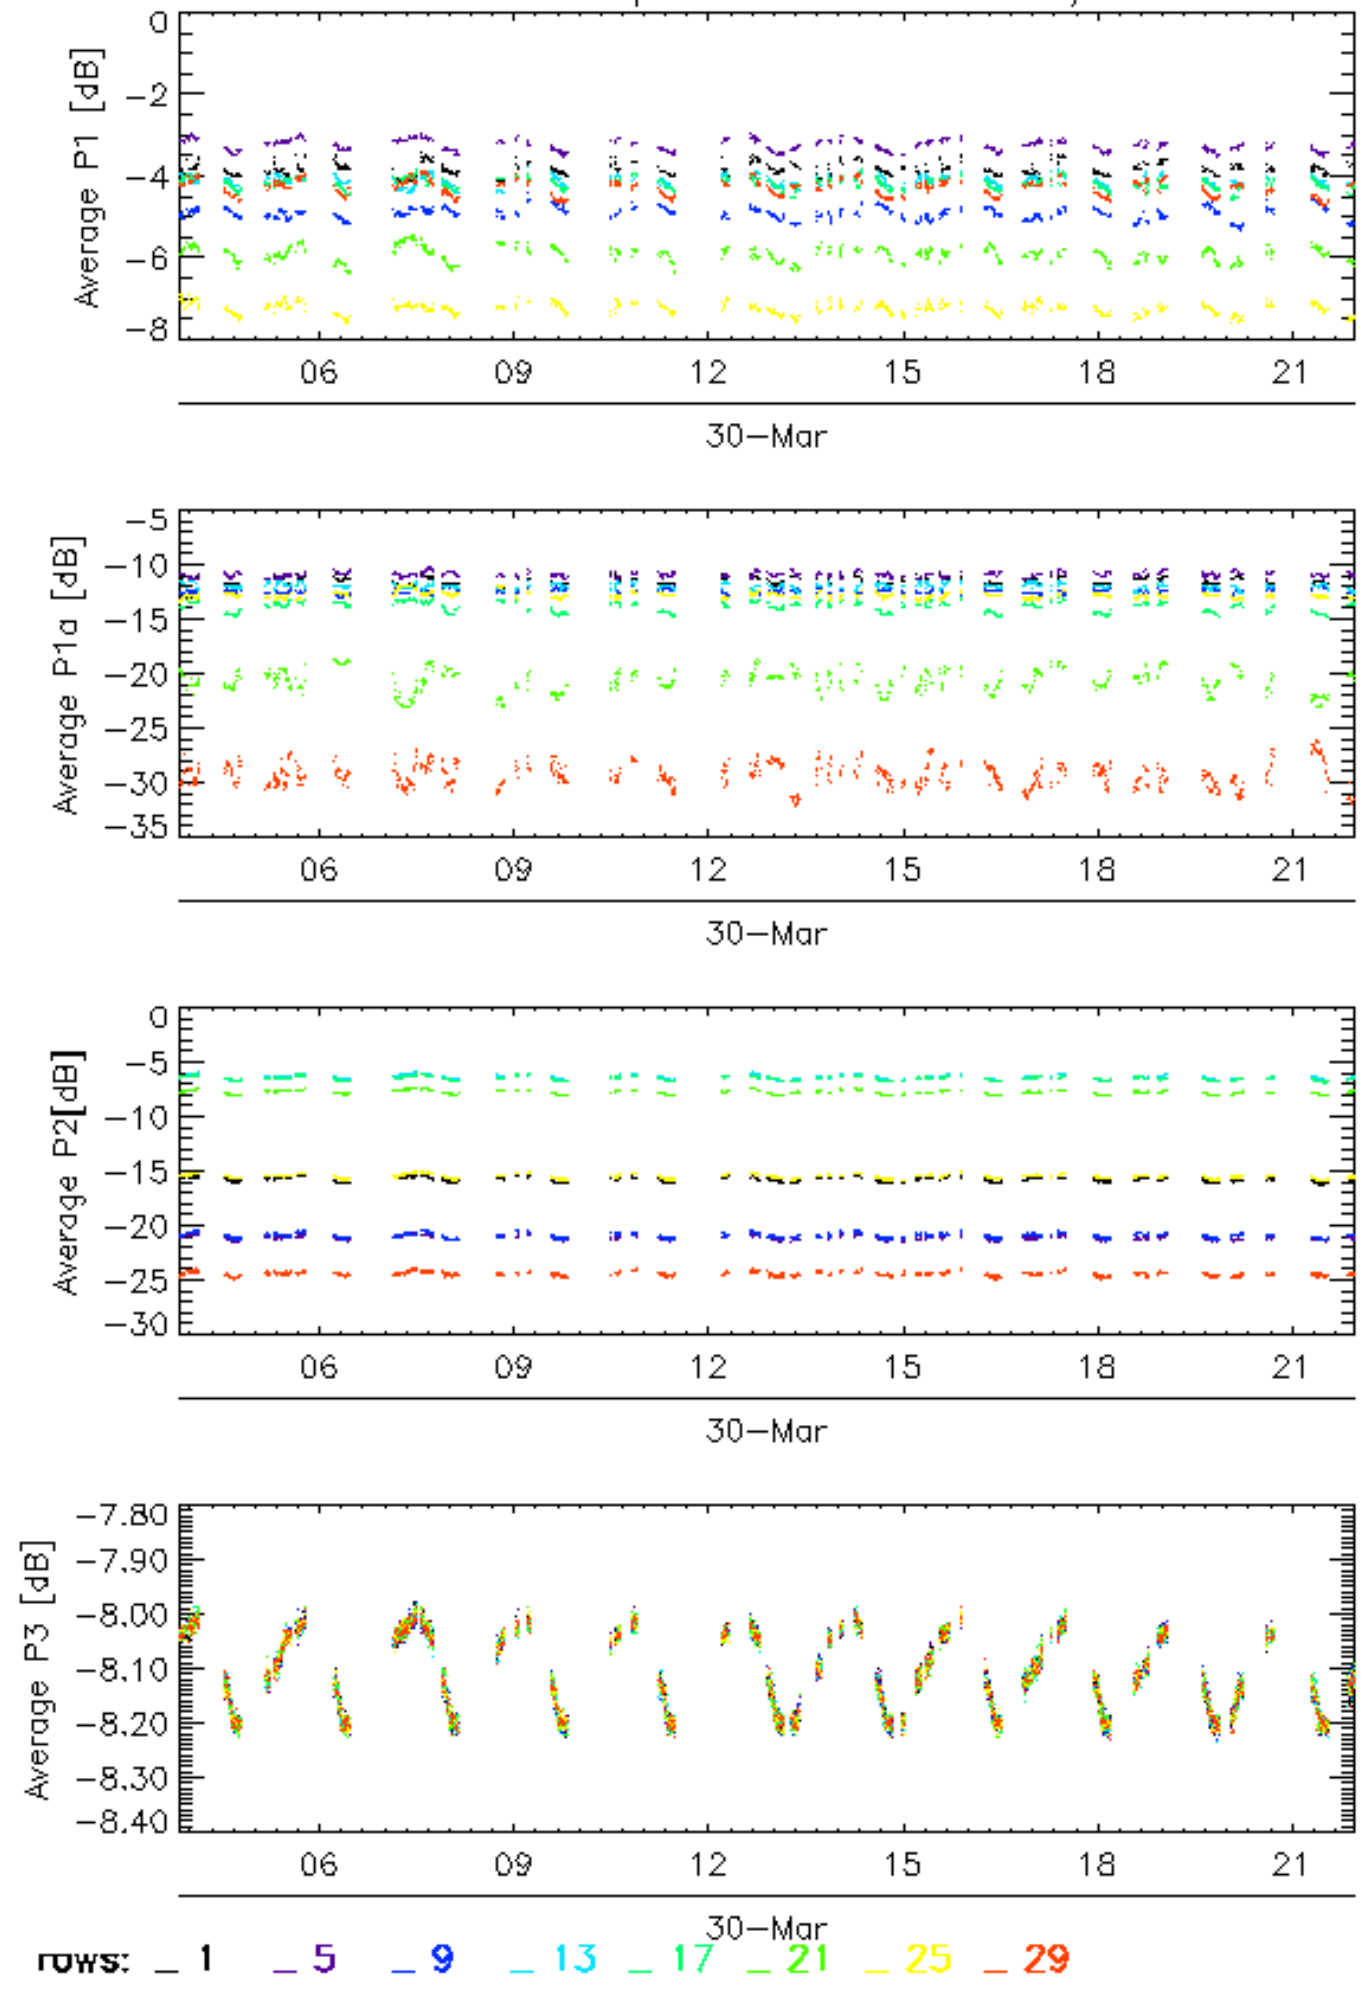 0
-2
-4
-6
-8
Average P1 [dB]
06 09 12 15 18 21
30-Mar
-5
-10
-15
-20
-25
-30
-35
Average P1a [dB]
06 09 12 15 18 21
30-Mar
0
-5
-10
-15
-20
-25
-30
Average P2[dB]
06 09 12 15 18 21
30-Mar
-7.80
-7.90
-8.00
-8.10
-8.20
-8.30
-8.40
Average P3 [dB]
06 09 12 15 18 21
30-Mar
rows: _ 1 _ 5 _ 9 _ 13 _ 17 _ 21 _ 25 _ 29